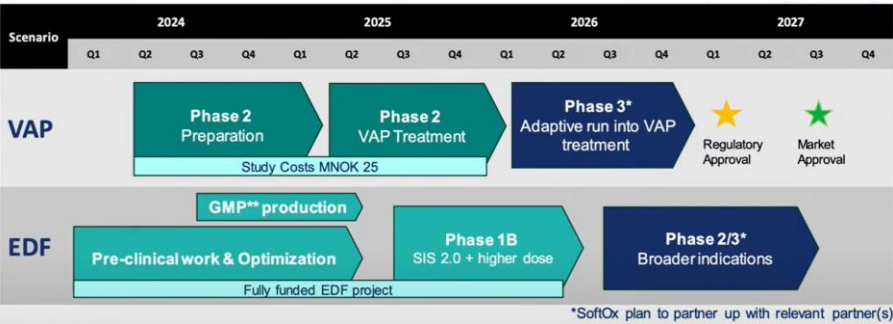 Scenario
2024
2025
2026
2027
Q1 Q2 Q3 Q4 Q1 Q2 Q3 Q4 Q1 Q2 Q3 Q4 Q1 Q2 Q3 Q4
VAP
Phase 2
Preparation
Phase 2
VAP Treatment
Study Costs MNOK 25
Phase 3*
Adaptive run into VAP
treatment
Regulatory
Approval
Market
Approval
EDF
GMP** production
Pre-clinical work & Optimization
Phase 1B
SIS 2.0 + higher dose
Fully funded EDF project
Phase 2/3*
Broader indications
*SoftOx plan to partner up with relevant partner(s)